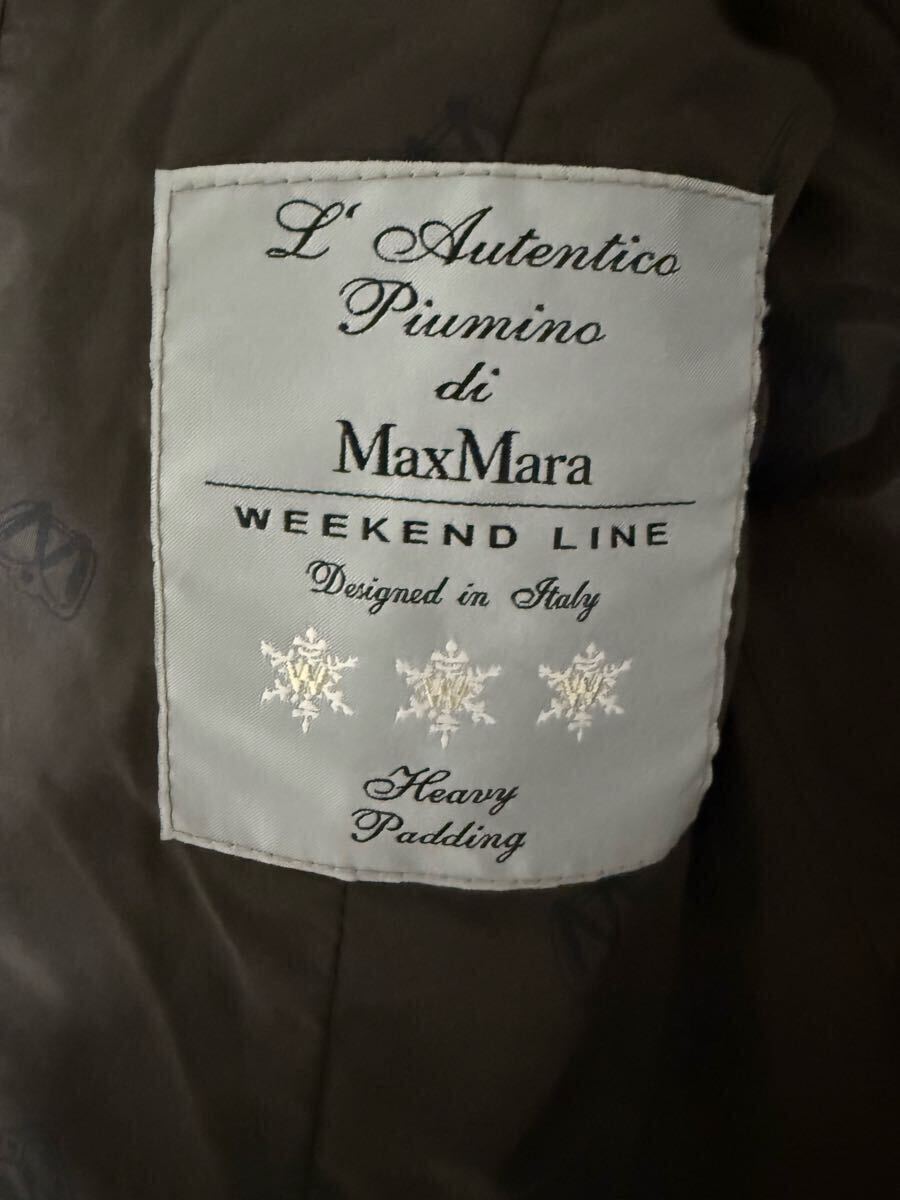 L‘ Autentico
Piumino
di
MaxMara
WEEKEND LINE
Designed in Italy
W W W
Heavy
Padding